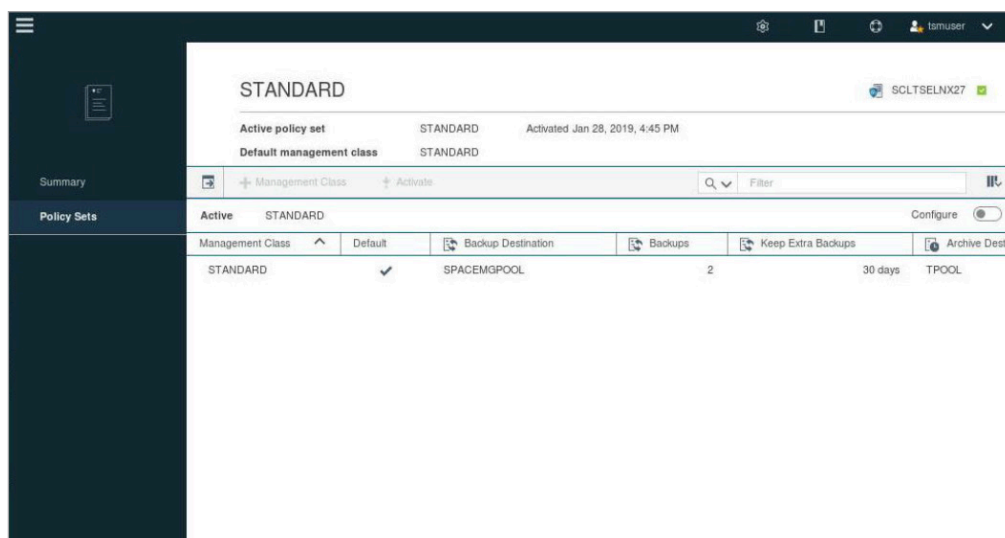 tsmuser
STANDARD
SCLTSELNX27
Active policy set STANDARD Activated Jan 28, 2019, 4:45 PM
Default management class STANDARD
Summary
Management Class Activate Filter
Policy Sets
Active STANDARD Configure
Management Class Default Backup Destination Backups Keep Extra Backups Archive Dest
STANDARD SPACEMGPOOL 2 30 days TPOOL